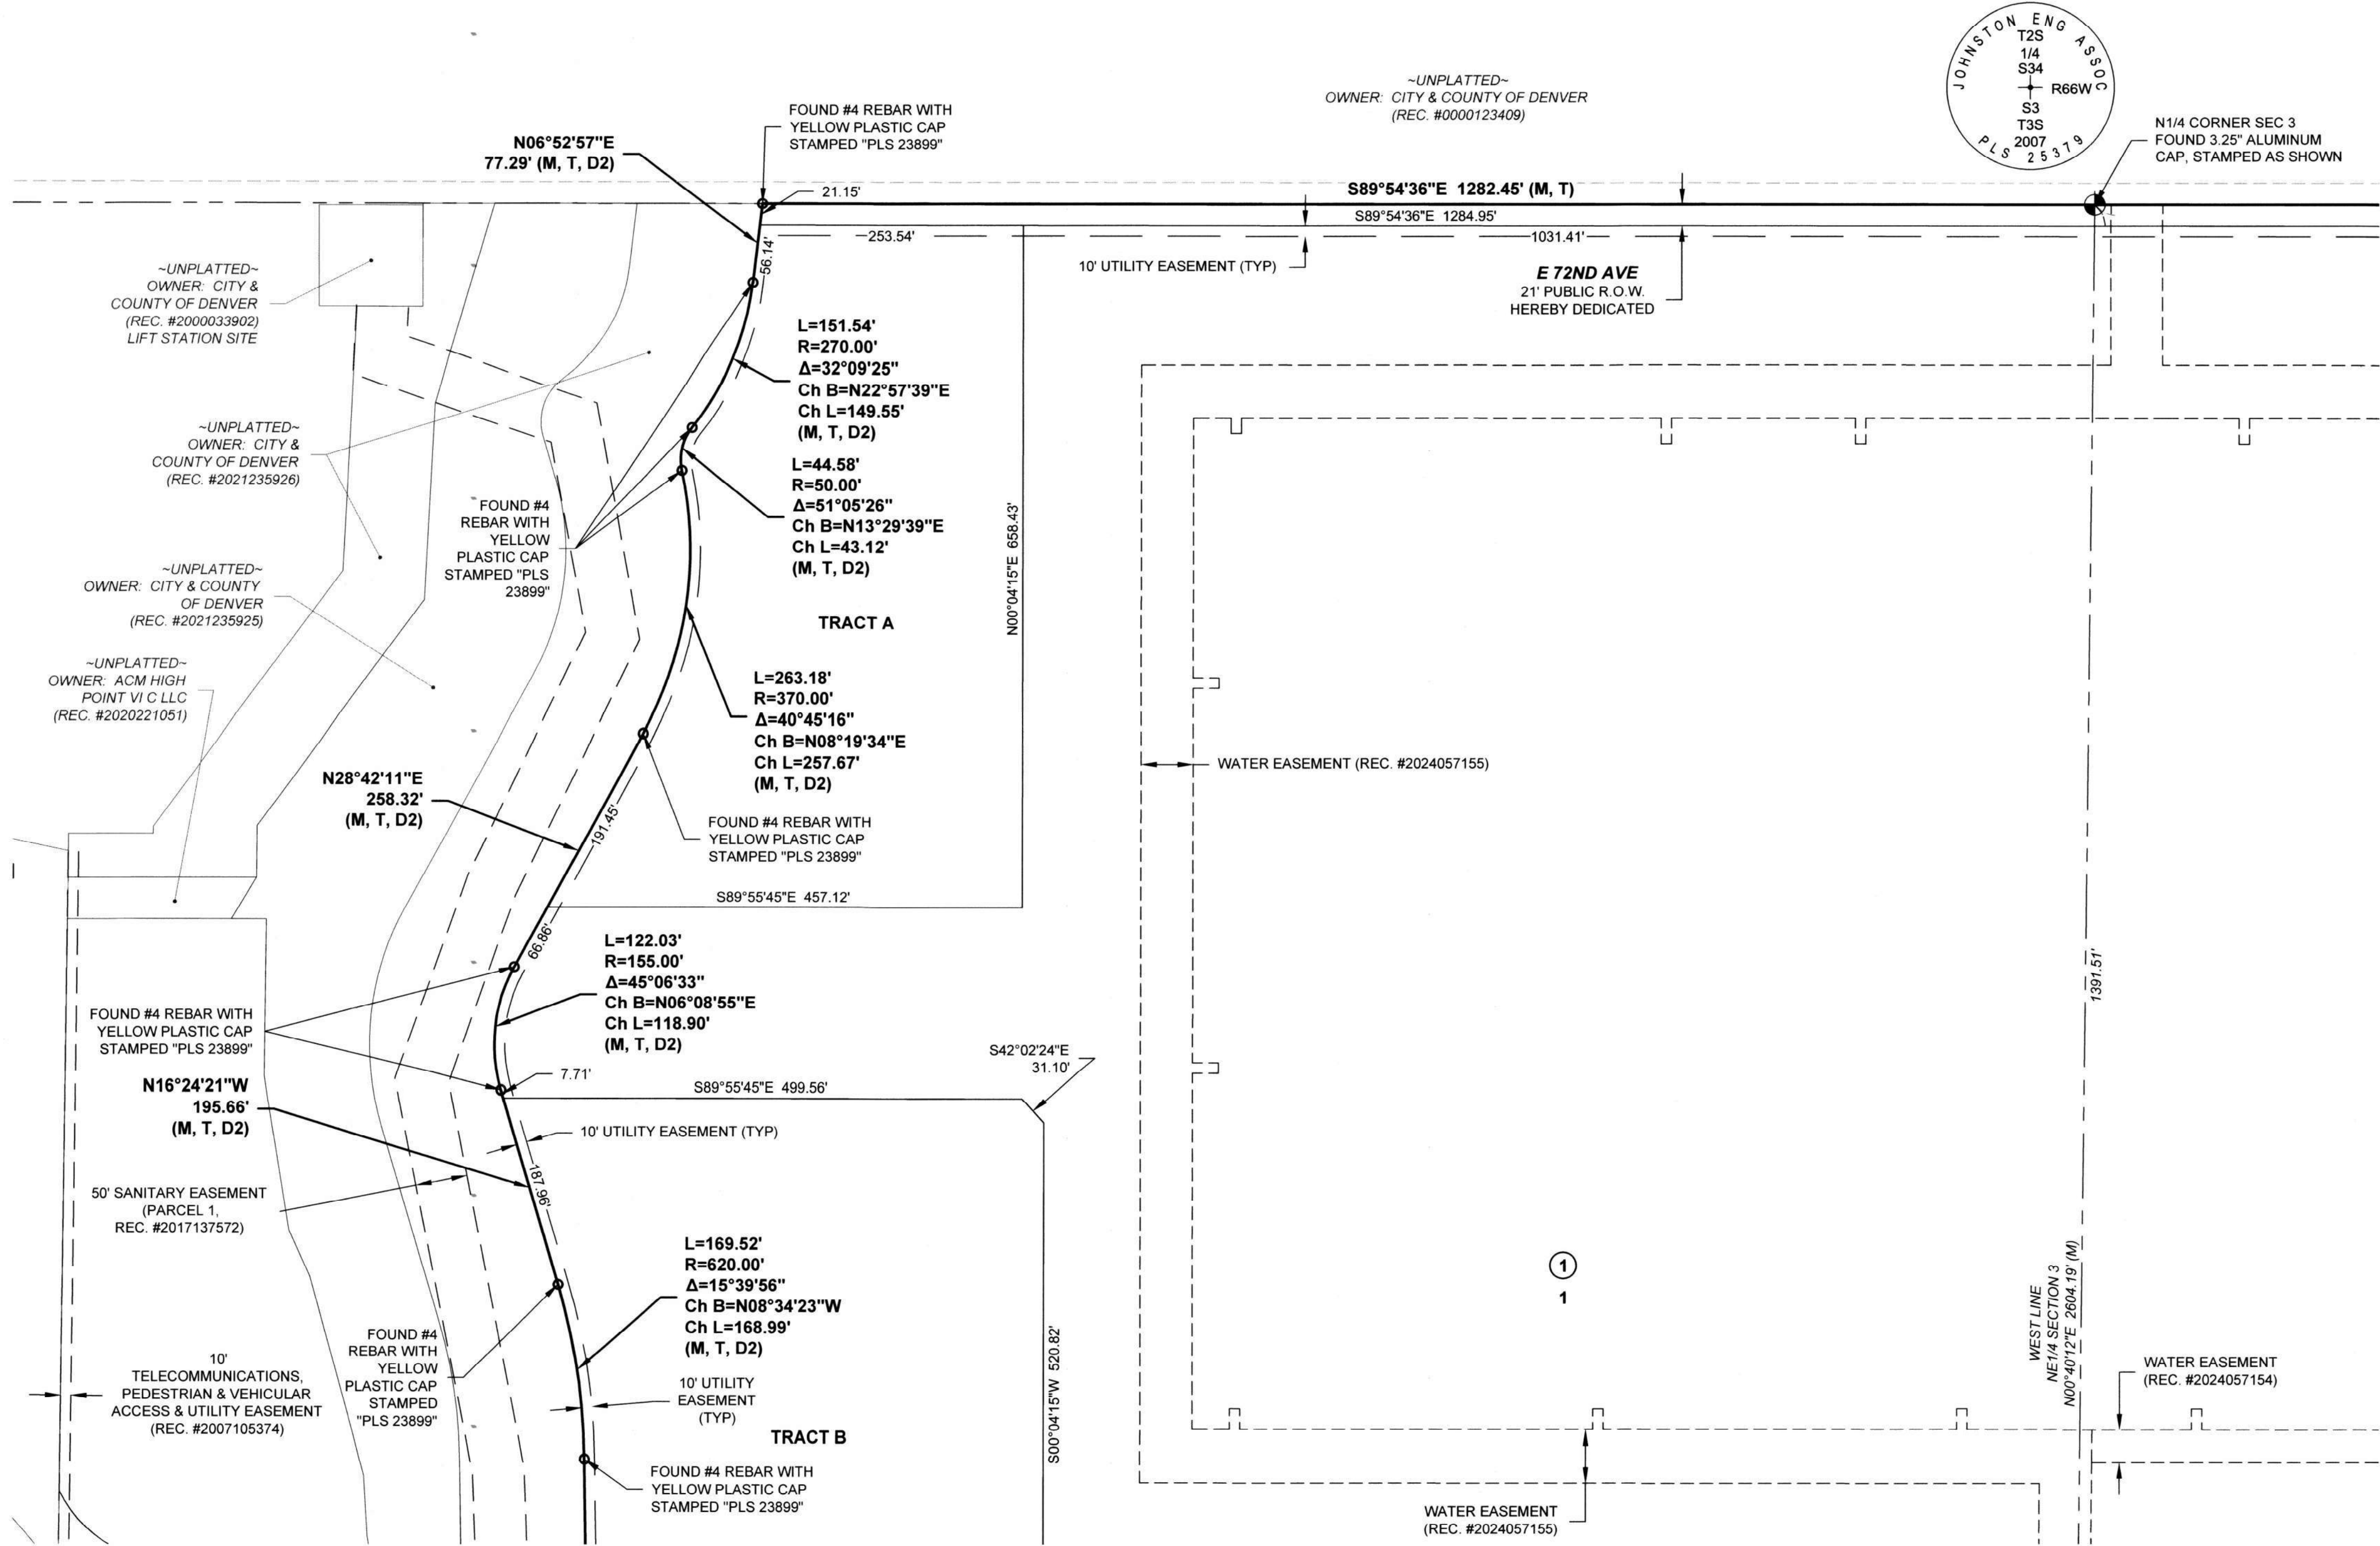 JOHNSTON ENG ASSOC
T2S
1/4
S34
R66W
S3
T3S
2007
PLS 25379
N1/4 CORNER SEC 3
FOUND 3.25" ALUMINUM
CAP, STAMPED AS SHOWN
~UNPLATTED~
OWNER: CITY & COUNTY OF DENVER
(REC. #0000123409)
FOUND #4 REBAR WITH
YELLOW PLASTIC CAP
STAMPED "PLS 23899"
N06°52'57"E
77.29' (M, T, D2)
21.15'
S89°54'36"E 1282.45' (M, T)
S89°54'36"E 1284.95'
253.54'
1031.41'
56.14'
10' UTILITY EASEMENT (TYP)
E 72ND AVE
21' PUBLIC R.O.W.
HEREBY DEDICATED
~UNPLATTED~
OWNER: CITY &
COUNTY OF DENVER
(REC. #2000033902)
LIFT STATION SITE
L=151.54'
R=270.00'
Δ=32°09'25"
Ch B=N22°57'39"E
Ch L=149.55'
(M, T, D2)
~UNPLATTED~
OWNER: CITY &
COUNTY OF DENVER
(REC. #2021235926)
L=44.58'
R=50.00'
Δ=51°05'26"
Ch B=N13°29'39"E
Ch L=43.12'
(M, T, D2)
FOUND #4
REBAR WITH
YELLOW
PLASTIC CAP
STAMPED "PLS
23899"
N00°04'15"E 658.43'
~UNPLATTED~
OWNER: CITY & COUNTY
OF DENVER
(REC. #2021235925)
TRACT A
~UNPLATTED~
OWNER: ACM HIGH
POINT VI C LLC
(REC. #2020221051)
L=263.18'
R=370.00'
Δ=40°45'16"
Ch B=N08°19'34"E
Ch L=257.67'
(M, T, D2)
N28°42'11"E
258.32'
(M, T, D2)
191.45'
FOUND #4 REBAR WITH
YELLOW PLASTIC CAP
STAMPED "PLS 23899"
WATER EASEMENT (REC. #2024057155)
S89°55'45"E 457.12'
66.86'
L=122.03'
R=155.00'
Δ=45°06'33"
Ch B=N06°08'55"E
Ch L=118.90'
(M, T, D2)
1391.51'
FOUND #4 REBAR WITH
YELLOW PLASTIC CAP
STAMPED "PLS 23899"
7.71'
S89°55'45"E 499.56'
S42°02'24"E
31.10'
N16°24'21"W
195.66'
(M, T, D2)
10' UTILITY EASEMENT (TYP)
187.96'
50' SANITARY EASEMENT
(PARCEL 1,
REC. #2017137572)
L=169.52'
R=620.00'
Δ=15°39'56"
Ch B=N08°34'23"W
Ch L=168.99'
(M, T, D2)
1
1
WEST LINE
NE1/4 SECTION 3
N00°40'12"E 2604.19' (M)
FOUND #4
REBAR WITH
YELLOW
PLASTIC CAP
STAMPED
"PLS 23899"
10'
TELECOMMUNICATIONS,
PEDESTRIAN & VEHICULAR
ACCESS & UTILITY EASEMENT
(REC. #2007105374)
10' UTILITY
EASEMENT
(TYP)
S00°04'15"W 520.82'
TRACT B
WATER EASEMENT
(REC. #2024057154)
FOUND #4 REBAR WITH
YELLOW PLASTIC CAP
STAMPED "PLS 23899"
WATER EASEMENT
(REC. #2024057155)